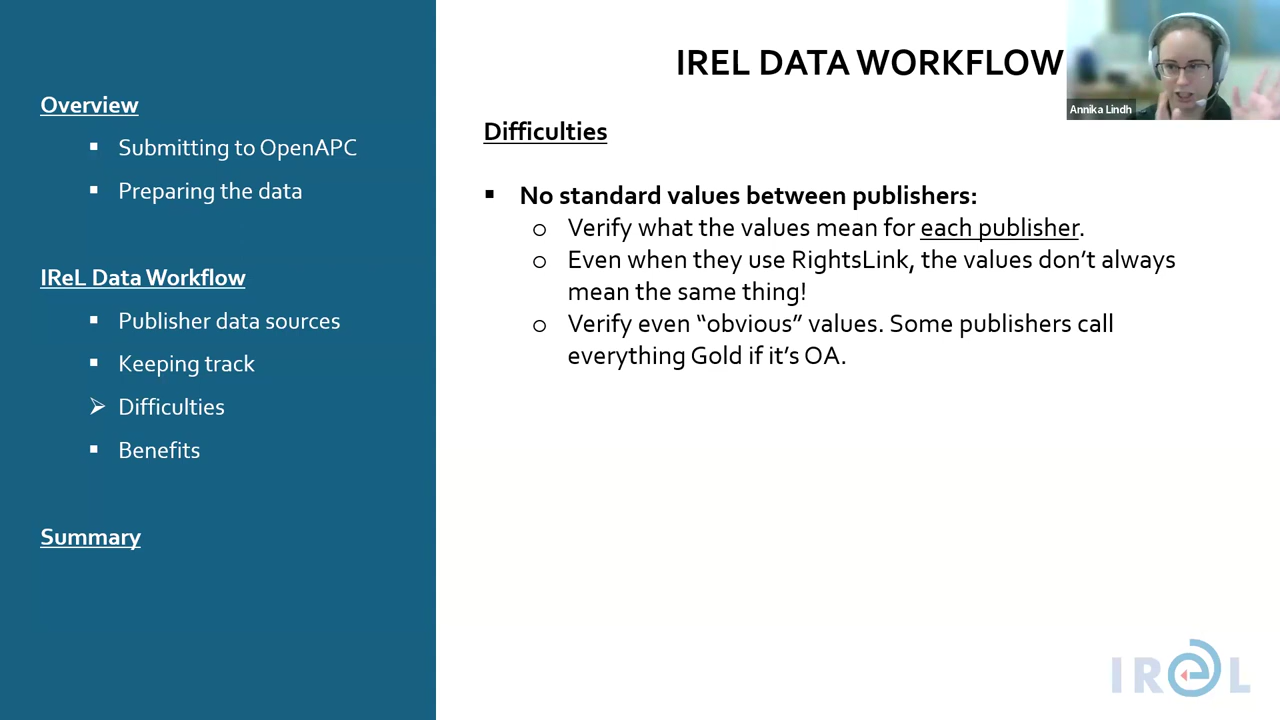 Overview
▪ Submitting to OpenAPC
▪ Preparing the data
IReL Data Workflow
▪ Publisher data sources
▪ Keeping track
➢ Difficulties
▪ Benefits
Summary
IREL DATA WORKFLOW
Annika Lindh
Difficulties
▪ No standard values between publishers:
o Verify what the values mean for each publisher.
o Even when they use RightsLink, the values don’t always
mean the same thing!
o Verify even “obvious” values. Some publishers call
everything Gold if it’s OA.
IReL